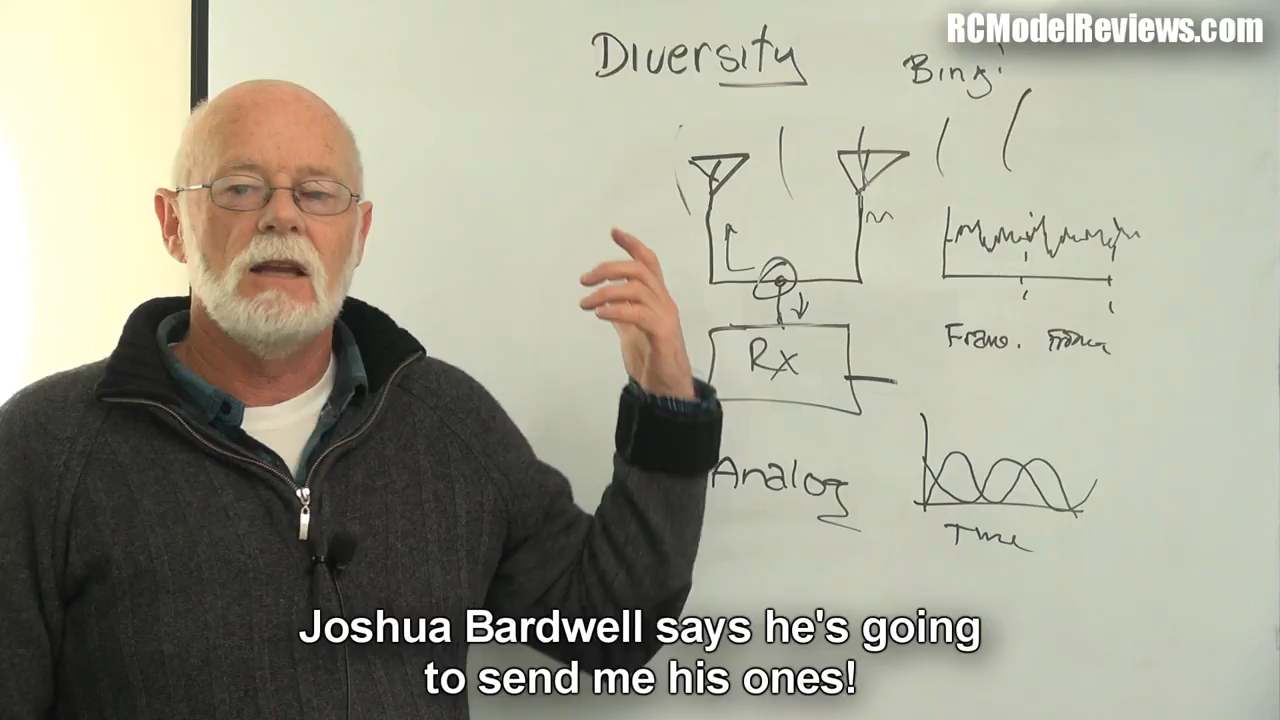 RCModelReviews.com
Diversity
Bing!
Rx
Frame.
Analog
Time
Joshua Bardwell says he's going
to send me his ones!